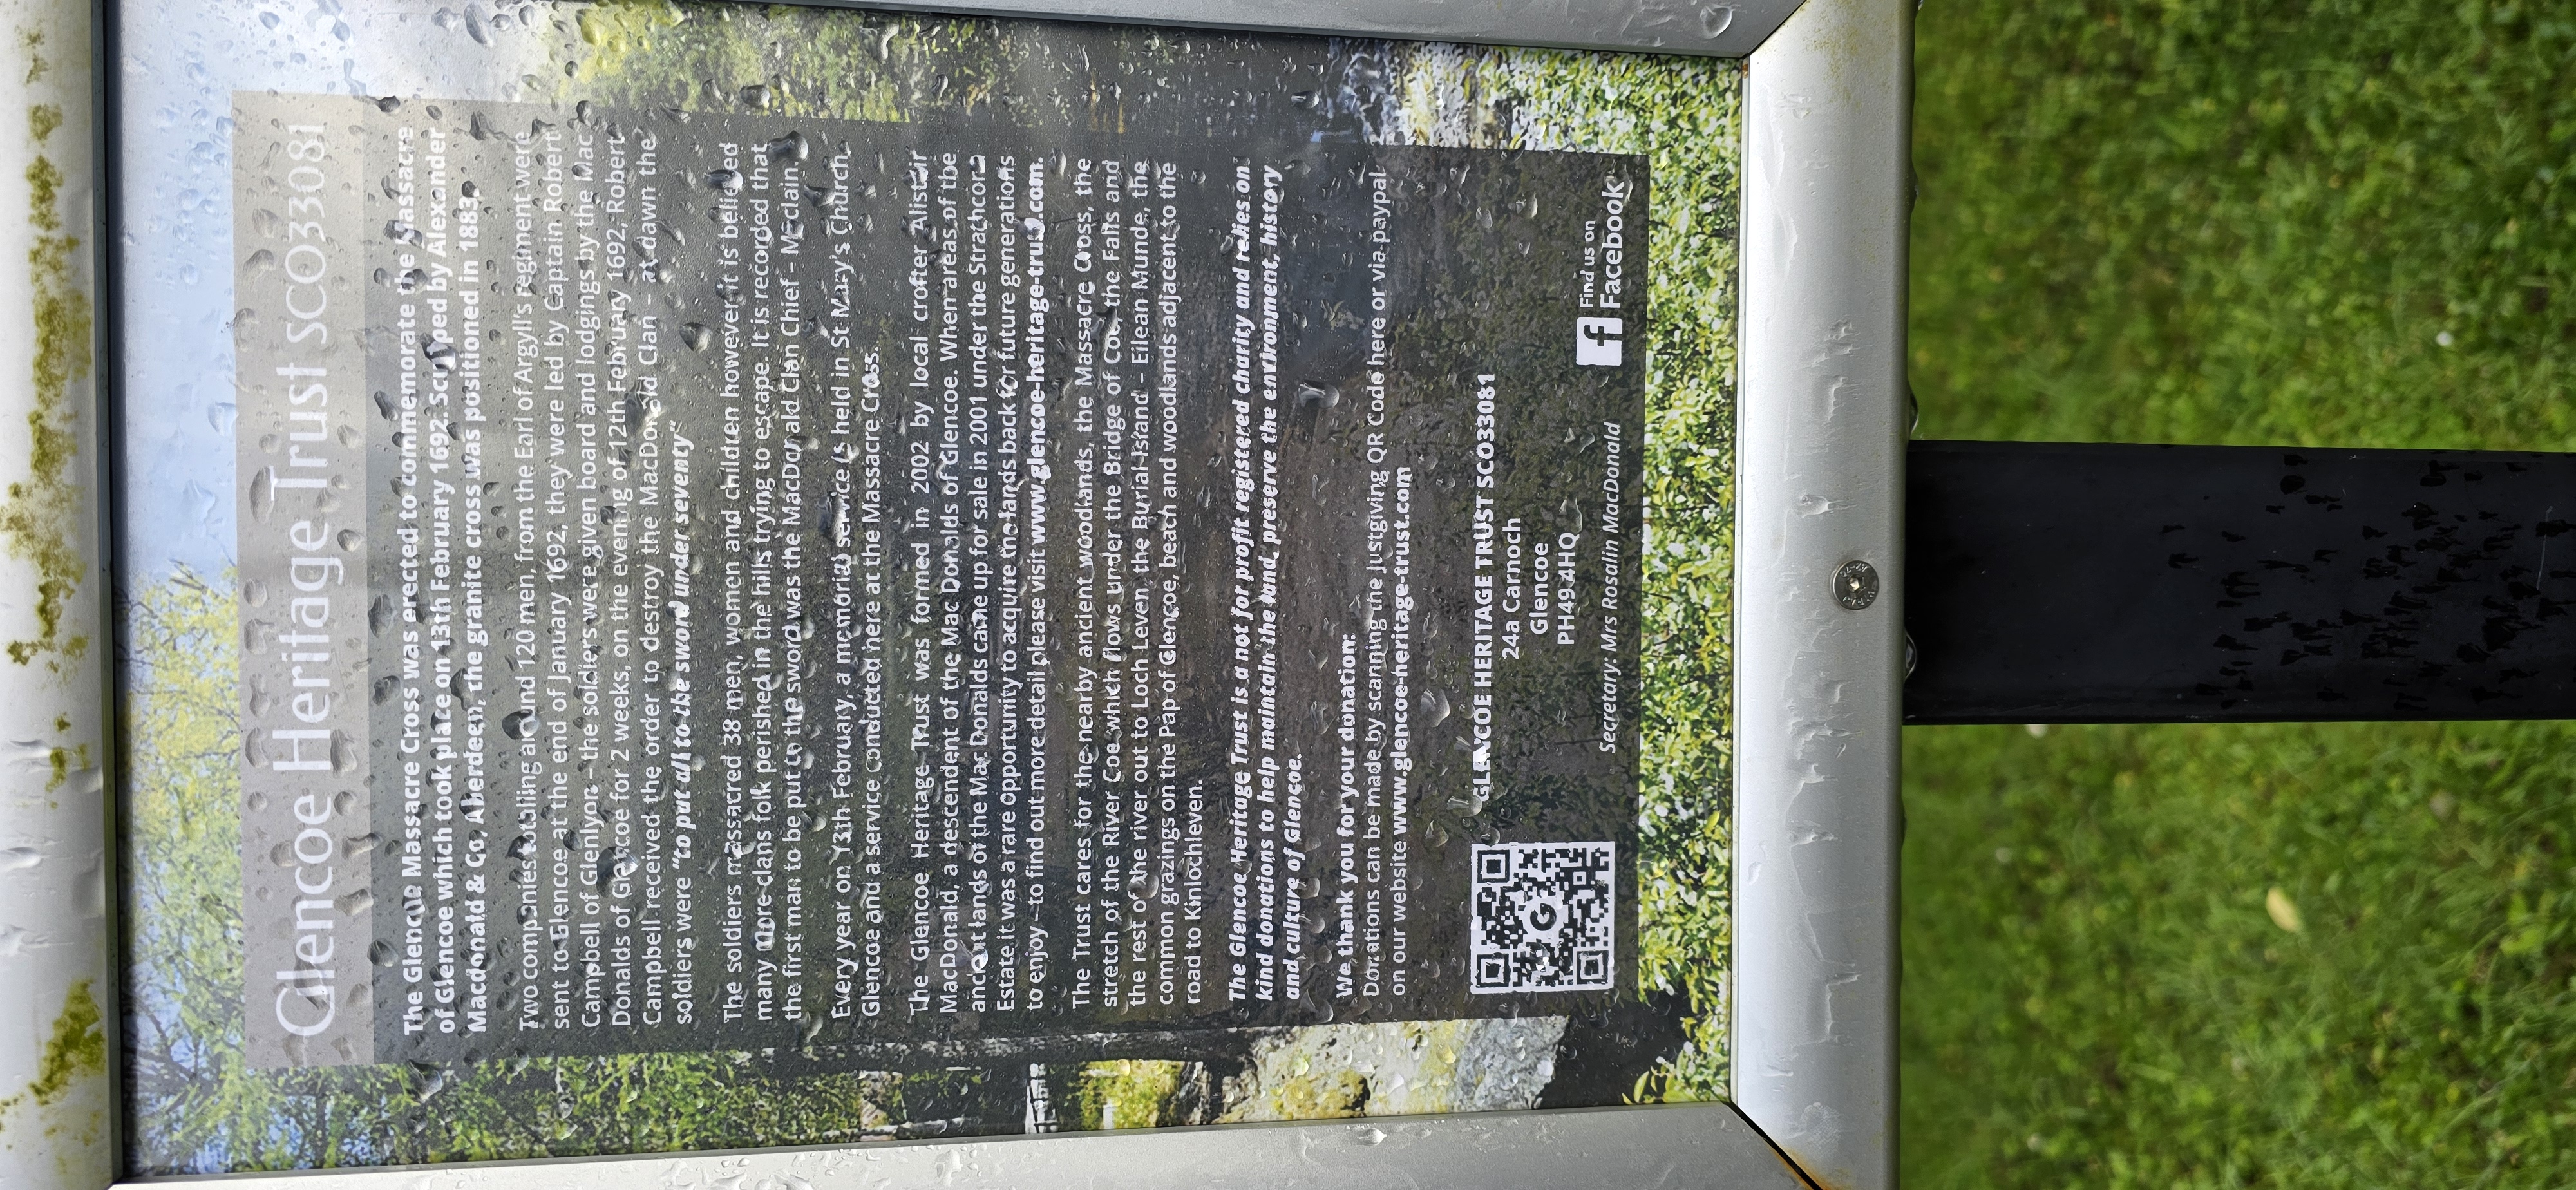 Glencoe Heritage Trust SCO33081
The Glencoe Massacre Cross was erected to commemorate the Massacre
of Glencoe which took place on 13th February 1692. Sculpped by Alexander
Macdonald & Co, Aberdeen, the granite cross was positioned in 1883.
Two companies totalling around 120 men, from the Earl of Argyll's regiment were
sent to Glencoe at the end of January 1692, they were led by Captain Robert
Campbell of Glenlyon – the soldiers were given board and lodgings by the Mac
Donalds of Glencoe for 2 weeks, on the evening of 12th February 1692, Robert
Campbell received the order to destroy the MacDonald Clan – at dawn the
soldiers were "to put all to the sword under seventy"
The soldiers massacred 38 men, women and children however it is believed
many more clans folk perished in the hills trying to escape. It is recorded that
the first man to be put to the sword was the MacDonald Clan Chief – Mclain.
Every year on 13th February, a memorial service is held in St Mary's Church,
Glencoe and a service conducted here at the Massacre Cross.
The Glencoe Heritage Trust was formed in 2002 by local crofter Alistair
MacDonald, a descendent of the Mac Donalds of Glencoe. When areas of the
ancient lands of the Mac Donalds came up for sale in 2001 under the Strathcona
Estate it was a rare opportunity to acquire the lands back for future generations
to enjoy – to find out more detail please visit www.glencoe-heritage-trust.com.
The Trust cares for the nearby ancient woodlands, the Massacre Cross, the
stretch of the River Coe which flows under the Bridge of Coe, the Falls and
the rest of the river out to Loch Leven, the Burial Island – Eilean Munde, the
common grazings on the Pap of Glencoe, beach and woodlands adjacent to the
road to Kinlochleven.
The Glencoe Heritage Trust is a not for profit registered charity and relies on
kind donations to help maintain the land, preserve the environment, history
and culture of Glencoe.
We thank you for your donation:
Donations can be made by scanning the Justgiving QR Code here or via paypal
on our website www.glencoe-heritage-trust.com
GLENCOE HERITAGE TRUST SCO33081
24a Carnoch
Glencoe
PH49 4HQ
Secretary: Mrs Rosalin MacDonald
Find us on
Facebook